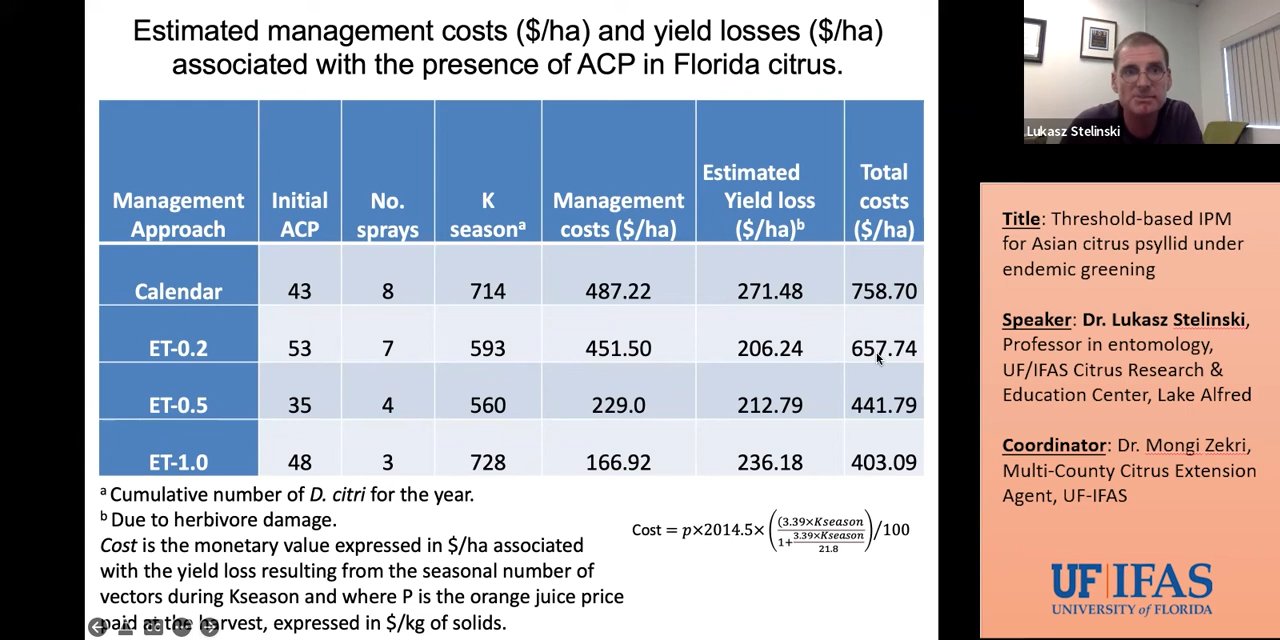 Estimated management costs ($/ha) and yield losses ($/ha)
associated with the presence of ACP in Florida citrus.
Management Approach | Initial ACP | No. sprays | K seasonᵃ | Management costs ($/ha) | Estimated Yield loss ($/ha)ᵇ | Total costs ($/ha)
Calendar | 43 | 8 | 714 | 487.22 | 271.48 | 758.70
ET-0.2 | 53 | 7 | 593 | 451.50 | 206.24 | 657.74
ET-0.5 | 35 | 4 | 560 | 229.0 | 212.79 | 441.79
ET-1.0 | 48 | 3 | 728 | 166.92 | 236.18 | 403.09
ᵃ Cumulative number of D. citri for the year.
ᵇ Due to herbivore damage.
Cost is the monetary value expressed in $/ha associated
with the yield loss resulting from the seasonal number of
vectors during Kseason and where P is the orange juice price
paid at the harvest, expressed in $/kg of solids.
Cost = p×2014.5×((3.39×Kseason)/(1+(3.39×Kseason)/21.8))/100
Lukasz Stelinski
Title: Threshold-based IPM
for Asian citrus psyllid under
endemic greening
Speaker: Dr. Lukasz Stelinski,
Professor in entomology,
UF/IFAS Citrus Research &
Education Center, Lake Alfred
Coordinator: Dr. Mongi Zekri,
Multi-County Citrus Extension
Agent, UF-IFAS
UF|IFAS
UNIVERSITY of FLORIDA